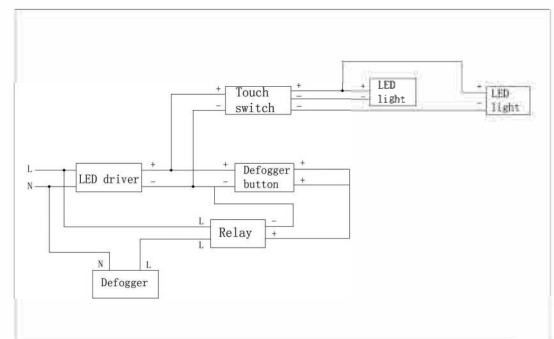 + Touch switch + + LED light + LED light
− − − − −
L + + Defogger button +
N LED driver − − +
L Relay −
L +
N L
Defogger